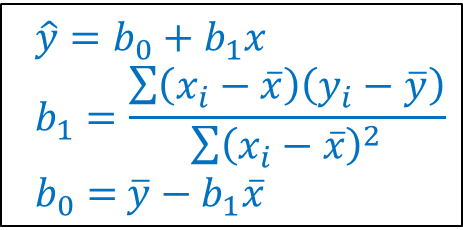 ŷ = b₀ + b₁x
b₁ = ∑(xᵢ − x̄)(yᵢ − ȳ) / ∑(xᵢ − x̄)²
b₀ = ȳ − b₁x̄